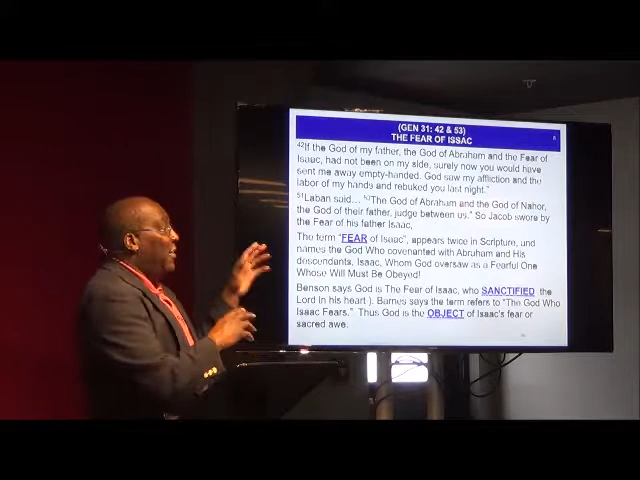 (GEN 31: 42 & 53)
THE FEAR OF ISSAC
8
42If the God of my father, the God of Abraham and the Fear of
Isaac, had not been on my side, surely now you would have
sent me away empty-handed. God saw my affliction and the
labor of my hands and rebuked you last night."
51Laban said... 53The God of Abraham and the God of Nahor,
the God of their father, judge between us." So Jacob swore by
the Fear of his father Isaac,
The term "FEAR of Isaac", appears twice in Scripture, and
names the God Who covenanted with Abraham and His
descendants, Isaac, Whom God oversaw as a Fearful One
Whose Will Must Be Obeyed!
Benson says God is The Fear of Isaac, who SANCTIFIED the
Lord in his heart ). Barnes says the term refers to "The God Who
Isaac Fears." Thus God is the OBJECT of Isaac's fear or
sacred awe.